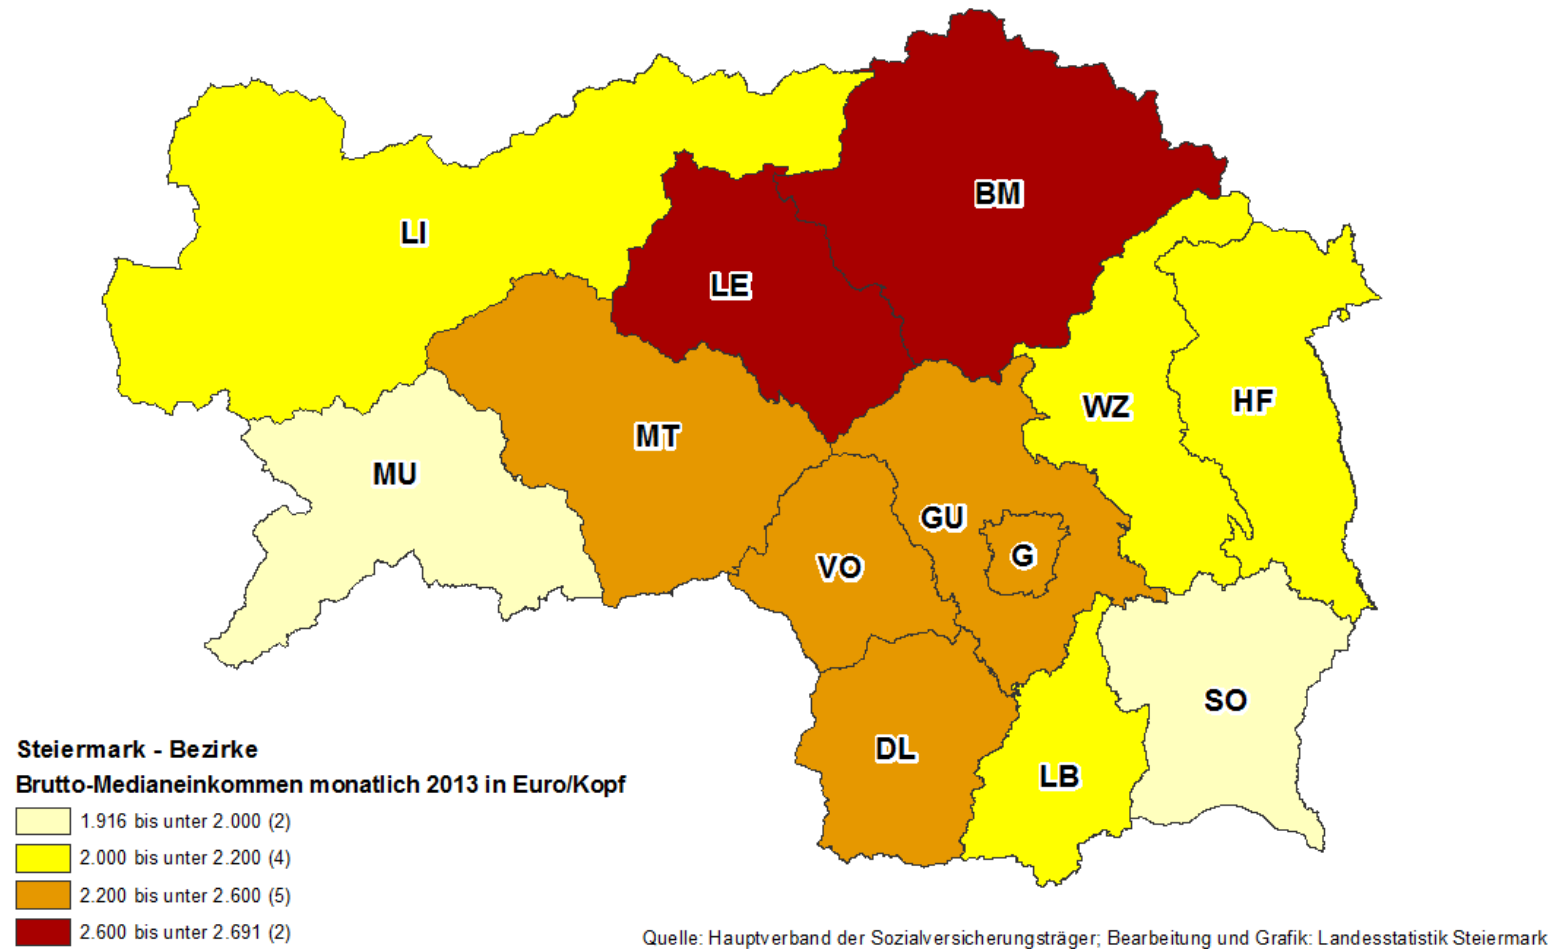 BM
LI
LE
HF
WZ
MT
MU
GU
G
VO
SO
DL
LB
Steiermark - Bezirke
Brutto-Medianeinkommen monatlich 2013 in Euro/Kopf
1.916 bis unter 2.000 (2)
2.000 bis unter 2.200 (4)
2.200 bis unter 2.600 (5)
2.600 bis unter 2.691 (2)
Quelle: Hauptverband der Sozialversicherungsträger; Bearbeitung und Grafik: Landesstatistik Steiermark